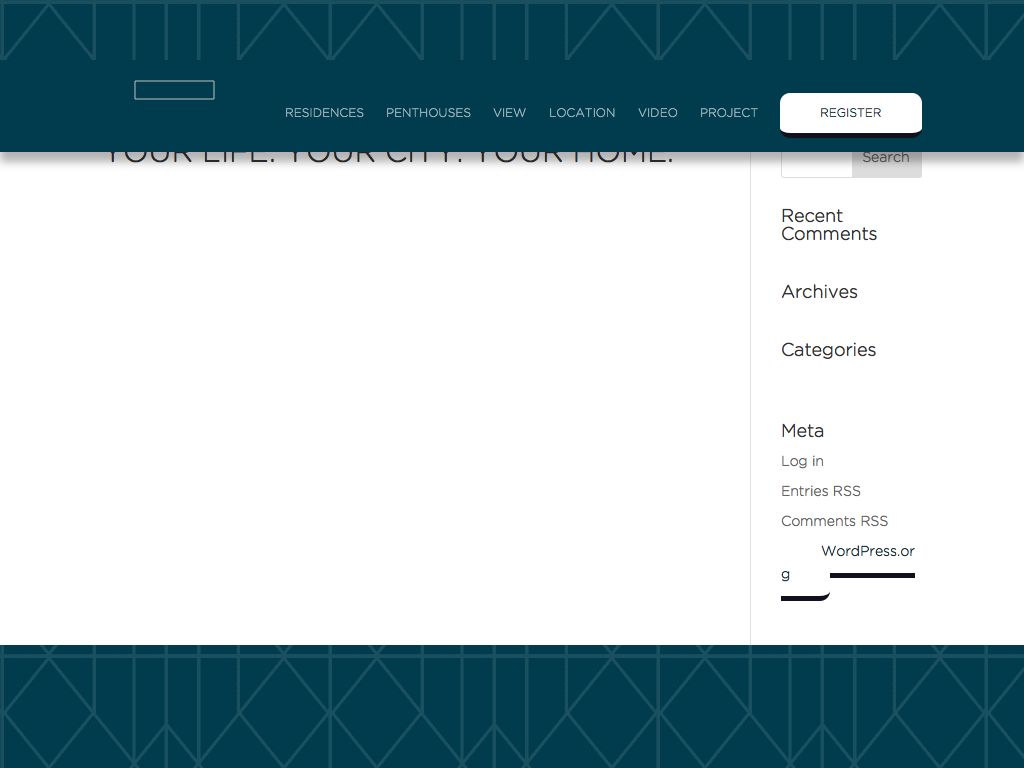 RESIDENCES PENTHOUSES VIEW LOCATION VIDEO PROJECT REGISTER
YOUR LIFE. YOUR CITY. YOUR HOME.
Search
Recent
Comments
Archives
Categories
Meta
Log in
Entries RSS
Comments RSS
WordPress.or
g